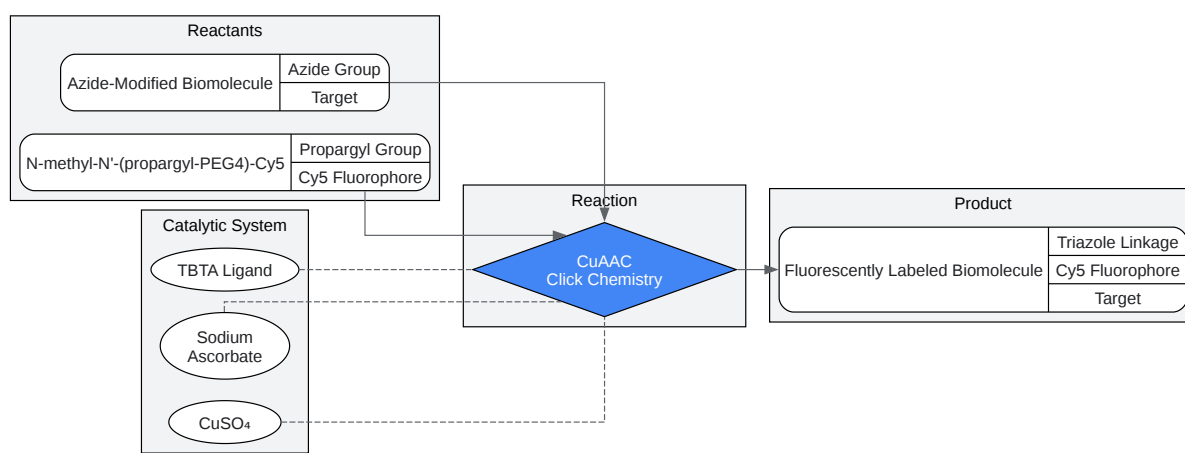 Reactants
Azide-Modified Biomolecule
Azide Group
Target
N-methyl-N'-(propargyl-PEG4)-Cy5
Propargyl Group
Cy5 Fluorophore
Catalytic System
TBTA Ligand
Sodium
Ascorbate
CuSO₄
Reaction
CuAAC
Click Chemistry
Product
Fluorescently Labeled Biomolecule
Triazole Linkage
Cy5 Fluorophore
Target